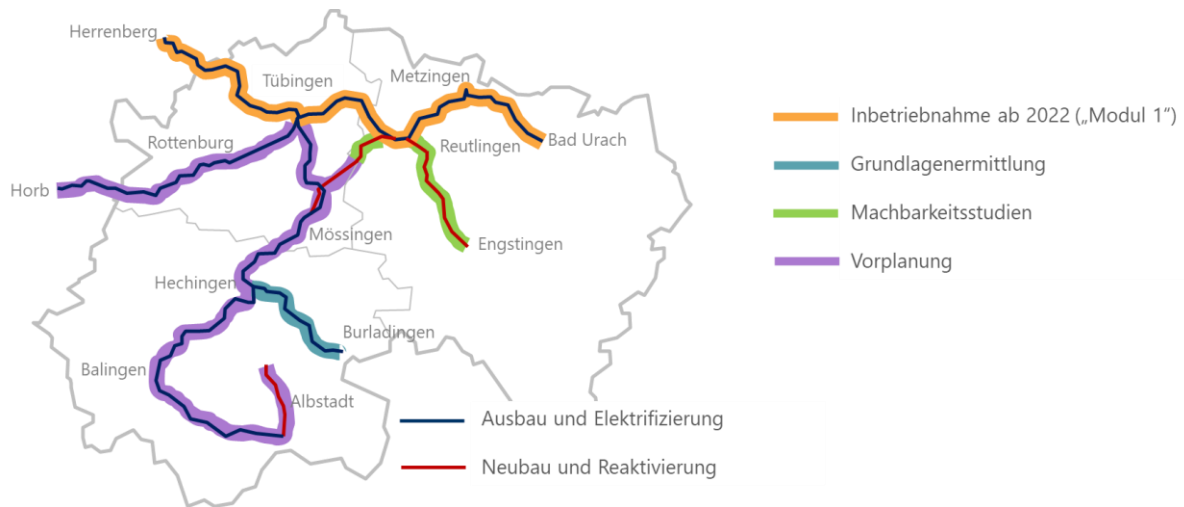 Herrenberg
Tübingen
Metzingen
Rottenburg
Reutlingen
Bad Urach
Horb
Mössingen
Engstingen
Hechingen
Burladingen
Balingen
Albstadt
Inbetriebnahme ab 2022 („Modul 1“)
Grundlagenermittlung
Machbarkeitsstudien
Vorplanung
Ausbau und Elektrifizierung
Neubau und Reaktivierung